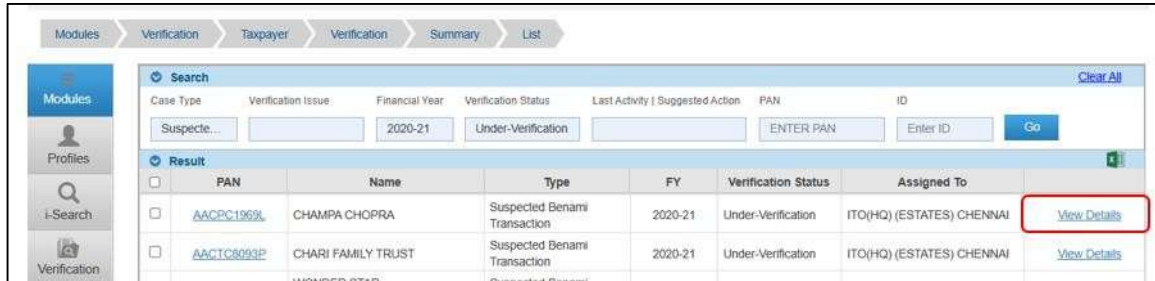 Modules Verification Taxpayer Verification Summary List
Modules
Profiles
i-Search
Verification
Search Clear All
Case Type Verification Issue Financial Year Verification Status Last Activity | Suggested Action PAN ID
Suspecte... 2020-21 Under-Verification ENTER PAN Enter ID Go
Result
PAN Name Type FY Verification Status Assigned To
AACPC1969L CHAMPA CHOPRA Suspected Benami Transaction 2020-21 Under-Verification ITO(HQ) (ESTATES) CHENNAI View Details
AACTC8093P CHARI FAMILY TRUST Suspected Benami Transaction 2020-21 Under-Verification ITO(HQ) (ESTATES) CHENNAI View Details